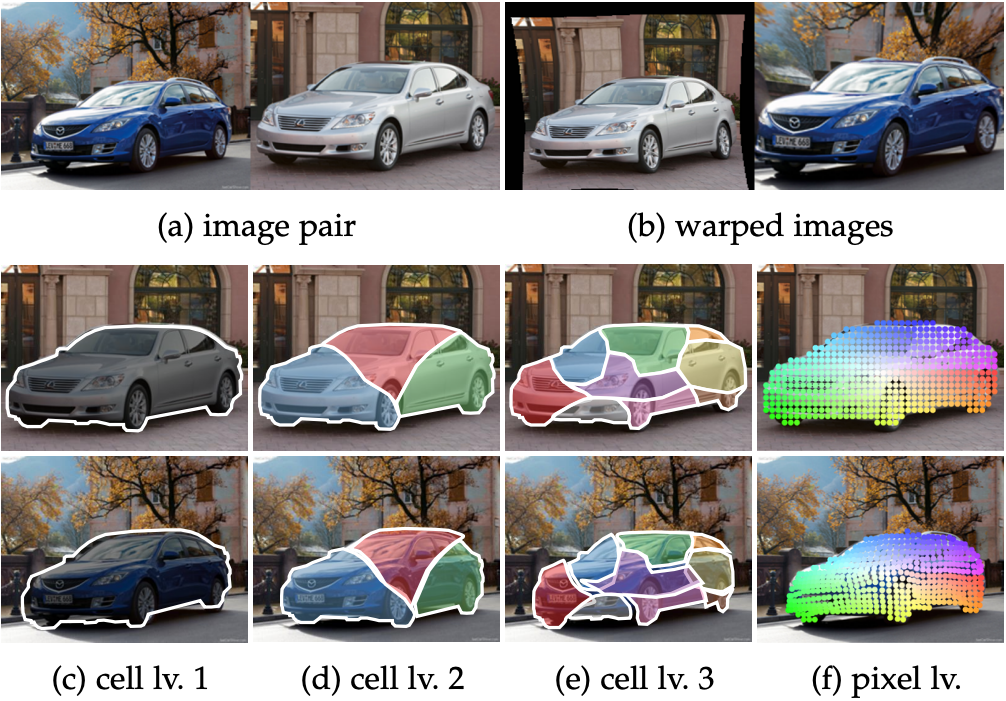 (a) image pair
(b) warped images
(c) cell lv. 1
(d) cell lv. 2
(e) cell lv. 3
(f) pixel lv.